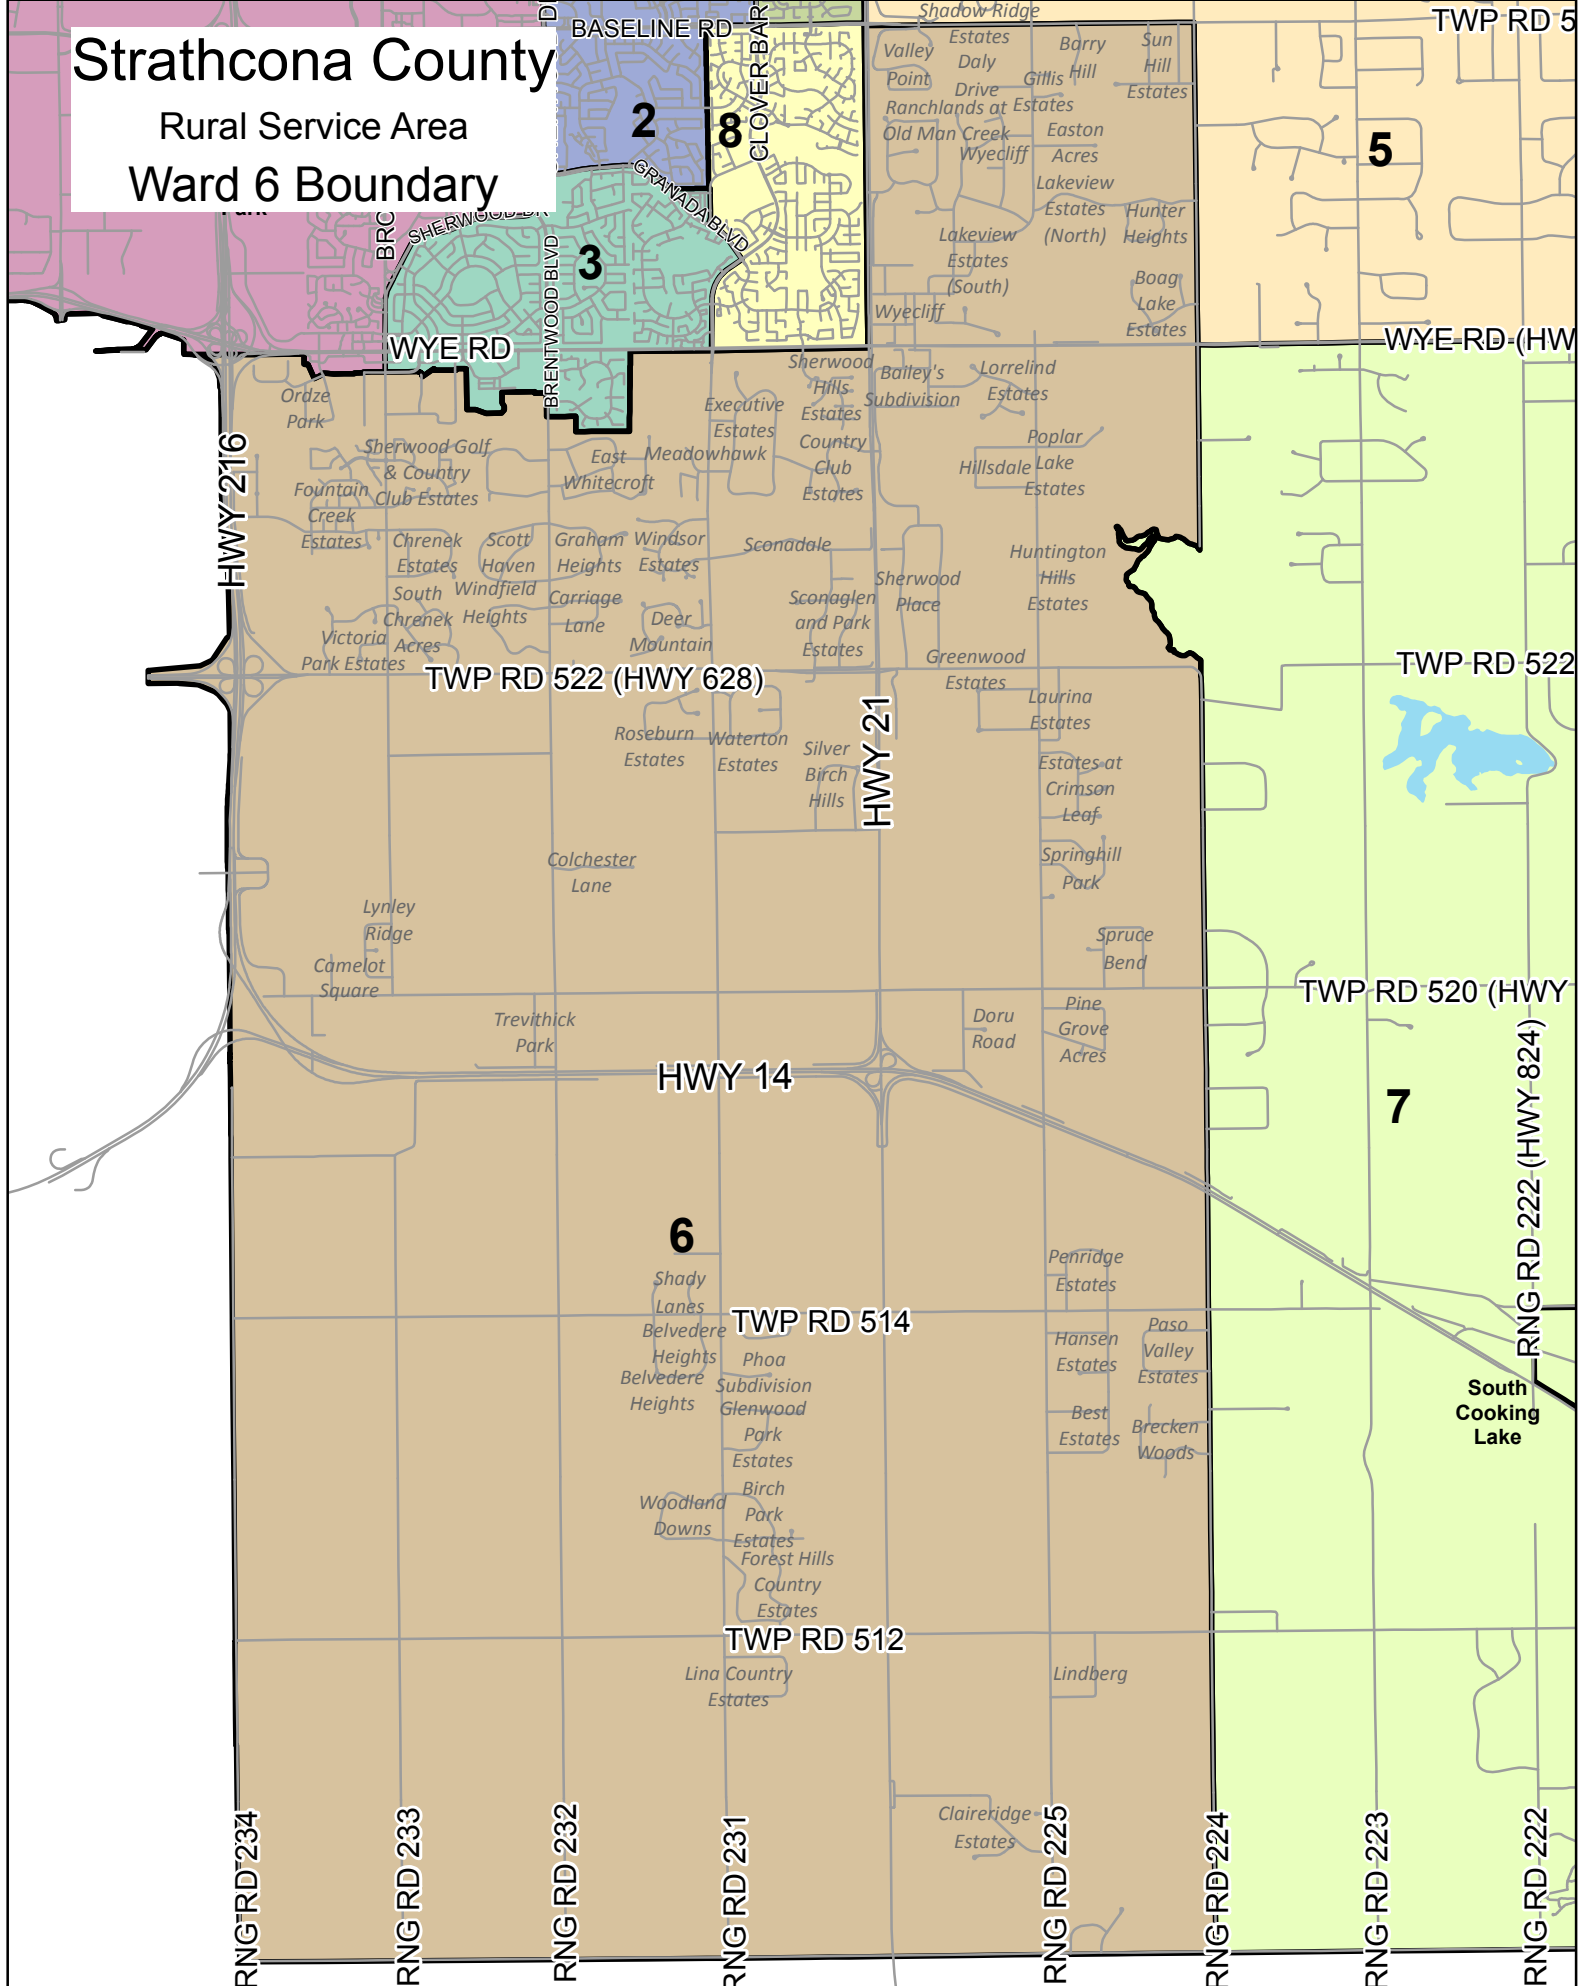 Strathcona County
Rural Service Area
Ward 6 Boundary
BASELINE RD
CLOVER BAR
Shadow Ridge
Estates
TWP RD 5
Valley
Point
Daly
Drive
Barry
Hill
Gillis
Estates
Sun
Hill
Estates
Ranchlands at
Old Man Creek
Wyecliff
Easton
Acres
2
8
5
Lakeview
Estates
(North)
Hunter
Heights
Lakeview
Estates
(South)
Boag
Lake
Estates
Wyecliff
Park
BRO
SHERWOOD DR
GRANADA BLVD
BRENTWOOD BLVD
3
WYE RD
WYE RD (HW
Ordze
Park
Sherwood
Hills
Estates
Bailey's
Subdivision
Lorrelind
Estates
Executive
Estates
HWY 216
Sherwood Golf
& Country
Club Estates
East
Whitecroft
Meadowhawk
Country
Club
Estates
Hillsdale
Poplar
Lake
Estates
Fountain
Creek
Estates
Chrenek
Estates
Scott
Haven
Graham
Heights
Windsor
Estates
Sconadale
Huntington
Hills
Estates
South
Chrenek
Acres
Windfield
Heights
Carriage
Lane
Deer
Mountain
Sconaglen
and Park
Estates
Sherwood
Place
Victoria
Park Estates
Greenwood
Estates
TWP RD 522 (HWY 628)
TWP RD 522
Laurina
Estates
Roseburn
Estates
Waterton
Estates
Silver
Birch
Hills
HWY 21
Estates at
Crimson
Leaf
Colchester
Lane
Springhill
Park
Lynley
Ridge
Camelot
Square
Spruce
Bend
TWP RD 520 (HWY
Trevithick
Park
Doru
Road
Pine
Grove
Acres
HWY 14
7
RNG RD 222 (HWY 824)
6
Shady
Lanes
Penridge
Estates
TWP RD 514
Belvedere
Heights
Belvedere
Heights
Phoa
Subdivision
Hansen
Estates
Paso
Valley
Estates
South
Cooking
Lake
Glenwood
Park
Estates
Best
Estates
Brecken
Woods
Woodland
Downs
Birch
Park
Estates
Forest Hills
Country
Estates
TWP RD 512
Lina Country
Estates
Lindberg
Claireridge
Estates
RNG RD 234
RNG RD 233
RNG RD 232
RNG RD 231
RNG RD 225
RNG RD 224
RNG RD 223
RNG RD 222